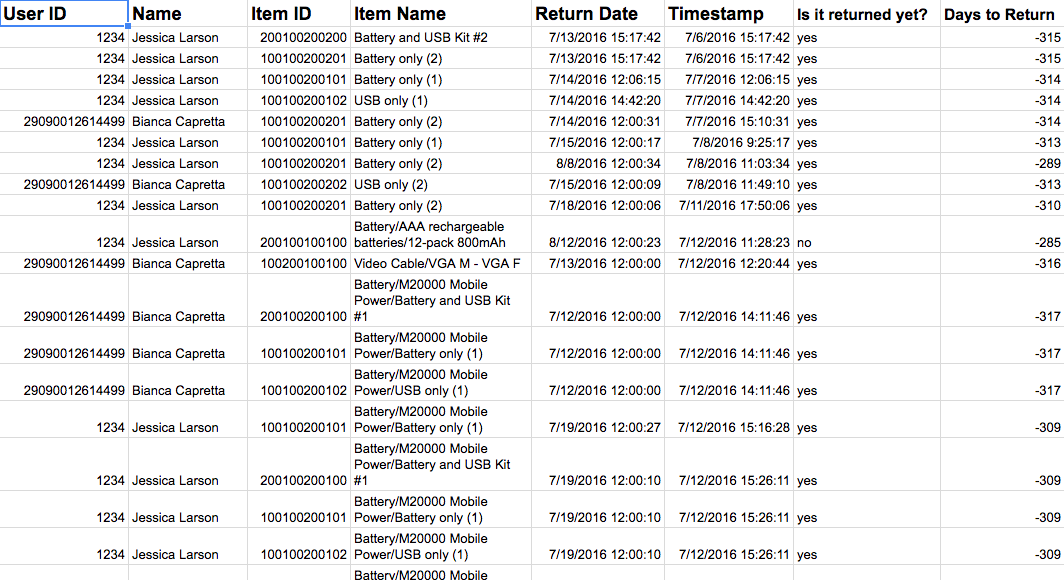 User ID Name Item ID Item Name Return Date Timestamp Is it returned yet? Days to Return
1234 Jessica Larson 200100200200 Battery and USB Kit #2 7/13/2016 15:17:42 7/6/2016 15:17:42 yes -315
1234 Jessica Larson 100100200201 Battery only (2) 7/13/2016 15:17:42 7/6/2016 15:17:42 yes -315
1234 Jessica Larson 100100200101 Battery only (1) 7/14/2016 12:06:15 7/7/2016 12:06:15 yes -314
1234 Jessica Larson 100100200102 USB only (1) 7/14/2016 14:42:20 7/7/2016 14:42:20 yes -314
29090012614499 Bianca Capretta 100100200201 Battery only (2) 7/14/2016 12:00:31 7/7/2016 15:10:31 yes -314
1234 Jessica Larson 100100200101 Battery only (1) 7/15/2016 12:00:17 7/8/2016 9:25:17 yes -313
1234 Jessica Larson 100100200201 Battery only (2) 8/8/2016 12:00:34 7/8/2016 11:03:34 yes -289
29090012614499 Bianca Capretta 100100200202 USB only (2) 7/15/2016 12:00:09 7/8/2016 11:49:10 yes -313
1234 Jessica Larson 100100200201 Battery only (2) 7/18/2016 12:00:06 7/11/2016 17:50:06 yes -310
Battery/AAA rechargeable
1234 Jessica Larson 200100100100 batteries/12-pack 800mAh 8/12/2016 12:00:23 7/12/2016 11:28:23 no -285
29090012614499 Bianca Capretta 100200100100 Video Cable/VGA M - VGA F 7/13/2016 12:00:00 7/12/2016 12:20:44 yes -316
Battery/M20000 Mobile
Power/Battery and USB Kit
29090012614499 Bianca Capretta 200100200100 #1 7/12/2016 12:00:00 7/12/2016 14:11:46 yes -317
Battery/M20000 Mobile
29090012614499 Bianca Capretta 100100200101 Power/Battery only (1) 7/12/2016 12:00:00 7/12/2016 14:11:46 yes -317
Battery/M20000 Mobile
29090012614499 Bianca Capretta 100100200102 Power/USB only (1) 7/12/2016 12:00:00 7/12/2016 14:11:46 yes -317
Battery/M20000 Mobile
1234 Jessica Larson 100100200101 Power/Battery only (1) 7/19/2016 12:00:27 7/12/2016 15:16:28 yes -309
Battery/M20000 Mobile
Power/Battery and USB Kit
1234 Jessica Larson 200100200100 #1 7/19/2016 12:00:10 7/12/2016 15:26:11 yes -309
Battery/M20000 Mobile
1234 Jessica Larson 100100200101 Power/Battery only (1) 7/19/2016 12:00:10 7/12/2016 15:26:11 yes -309
Battery/M20000 Mobile
1234 Jessica Larson 100100200102 Power/USB only (1) 7/19/2016 12:00:10 7/12/2016 15:26:11 yes -309
Battery/M20000 Mobile